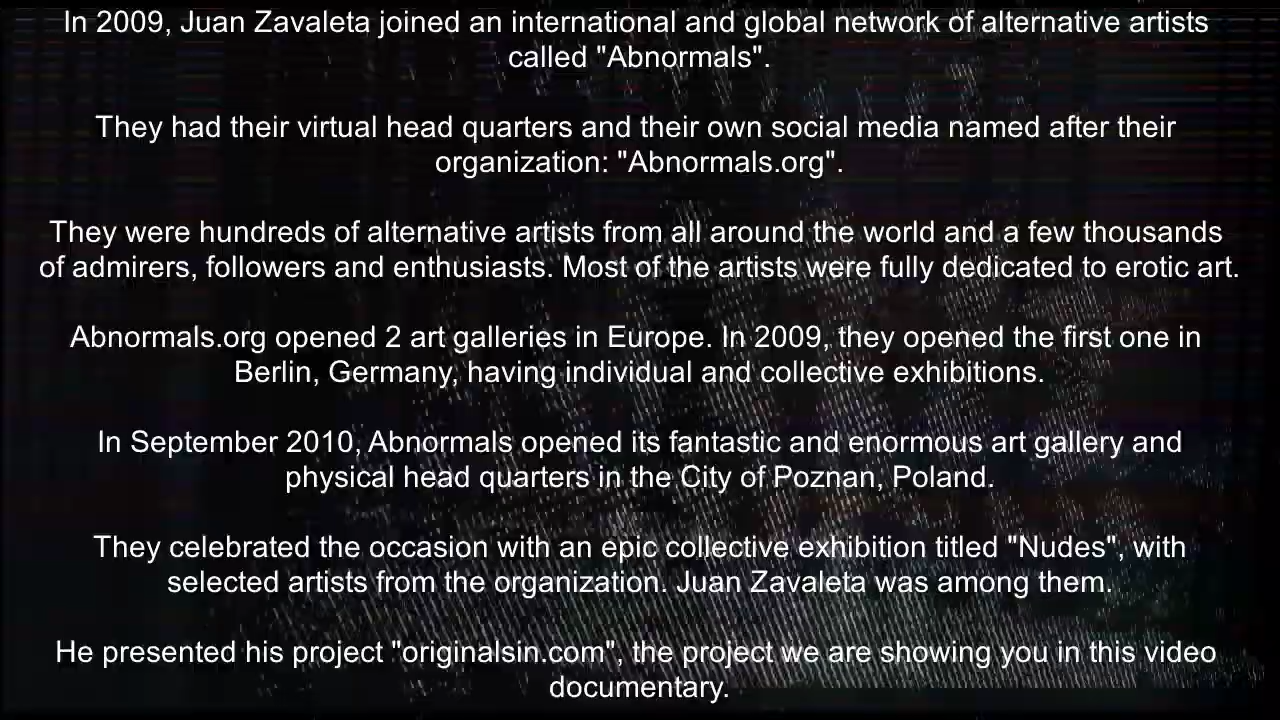 In 2009, Juan Zavaleta joined an international and global network of alternative artists
called "Abnormals".
They had their virtual head quarters and their own social media named after their
organization: "Abnormals.org".
They were hundreds of alternative artists from all around the world and a few thousands
of admirers, followers and enthusiasts. Most of the artists were fully dedicated to erotic art.
Abnormals.org opened 2 art galleries in Europe. In 2009, they opened the first one in
Berlin, Germany, having individual and collective exhibitions.
In September 2010, Abnormals opened its fantastic and enormous art gallery and
physical head quarters in the City of Poznan, Poland.
They celebrated the occasion with an epic collective exhibition titled "Nudes", with
selected artists from the organization. Juan Zavaleta was among them.
He presented his project "originalsin.com", the project we are showing you in this video
documentary.